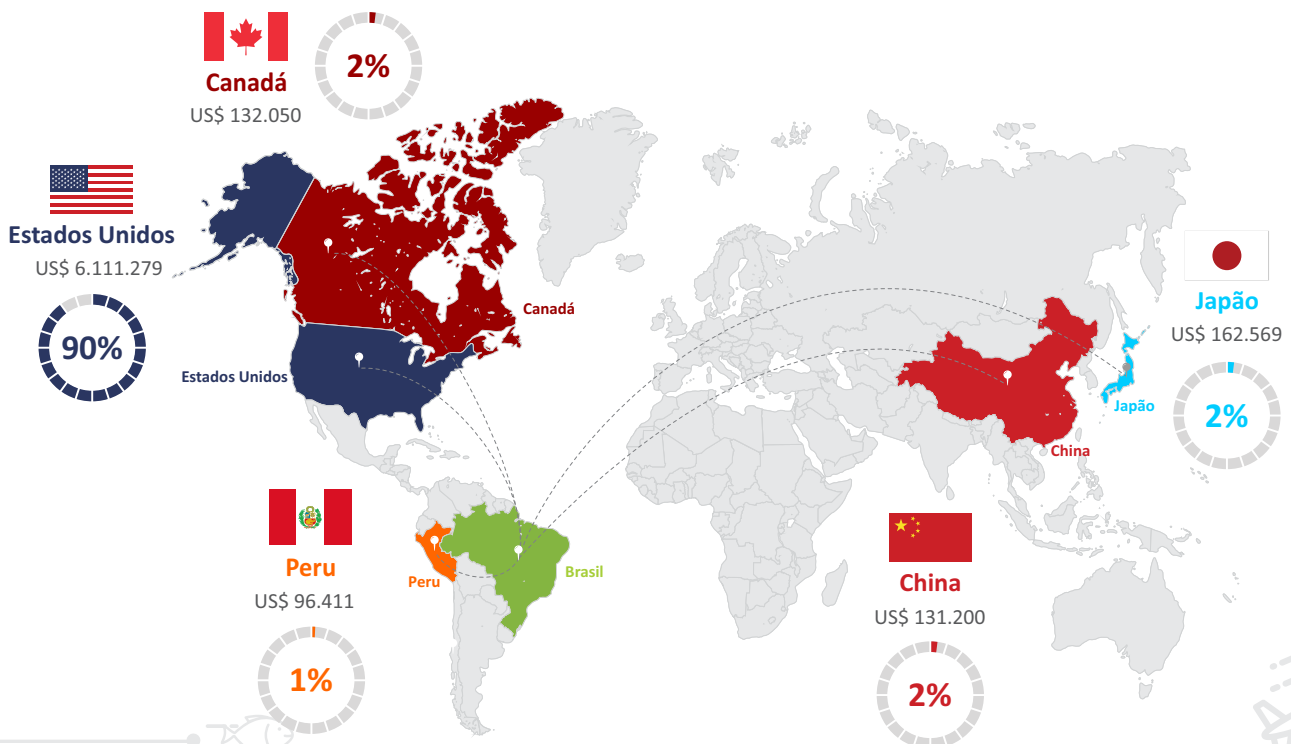 Canadá
US$ 132.050
2%
Estados Unidos
US$ 6.111.279
90%
Canadá
Estados Unidos
Japão
US$ 162.569
2%
Japão
China
Peru
US$ 96.411
1%
Peru
Brasil
China
US$ 131.200
2%